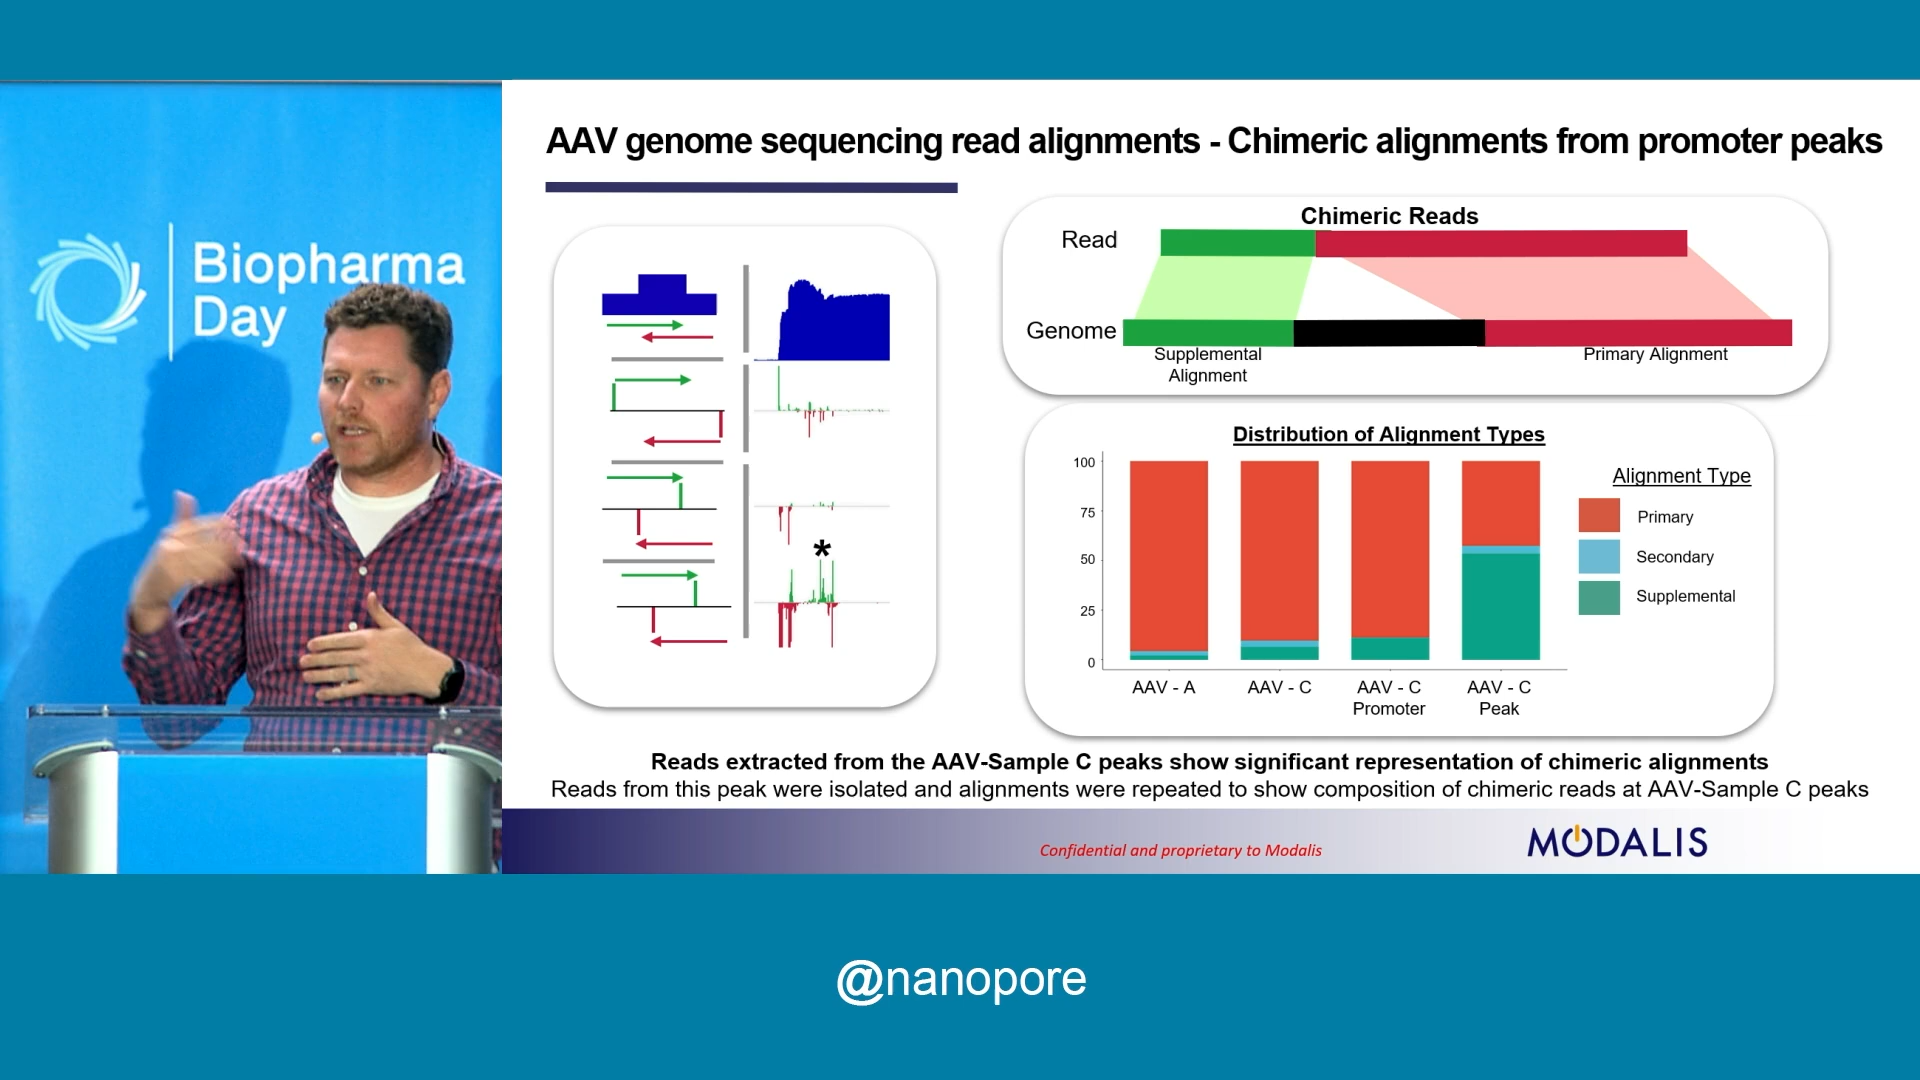 Biopharma
Day
AAV genome sequencing read alignments - Chimeric alignments from promoter peaks
*
Chimeric Reads
Read
Genome
Supplemental
Alignment
Primary Alignment
Distribution of Alignment Types
100
75
50
25
0
AAV - A
AAV - C
AAV - C
Promoter
AAV - C
Peak
Alignment Type
Primary
Secondary
Supplemental
Reads extracted from the AAV-Sample C peaks show significant representation of chimeric alignments
Reads from this peak were isolated and alignments were repeated to show composition of chimeric reads at AAV-Sample C peaks
Confidential and proprietary to Modalis
MODALIS
@nanopore